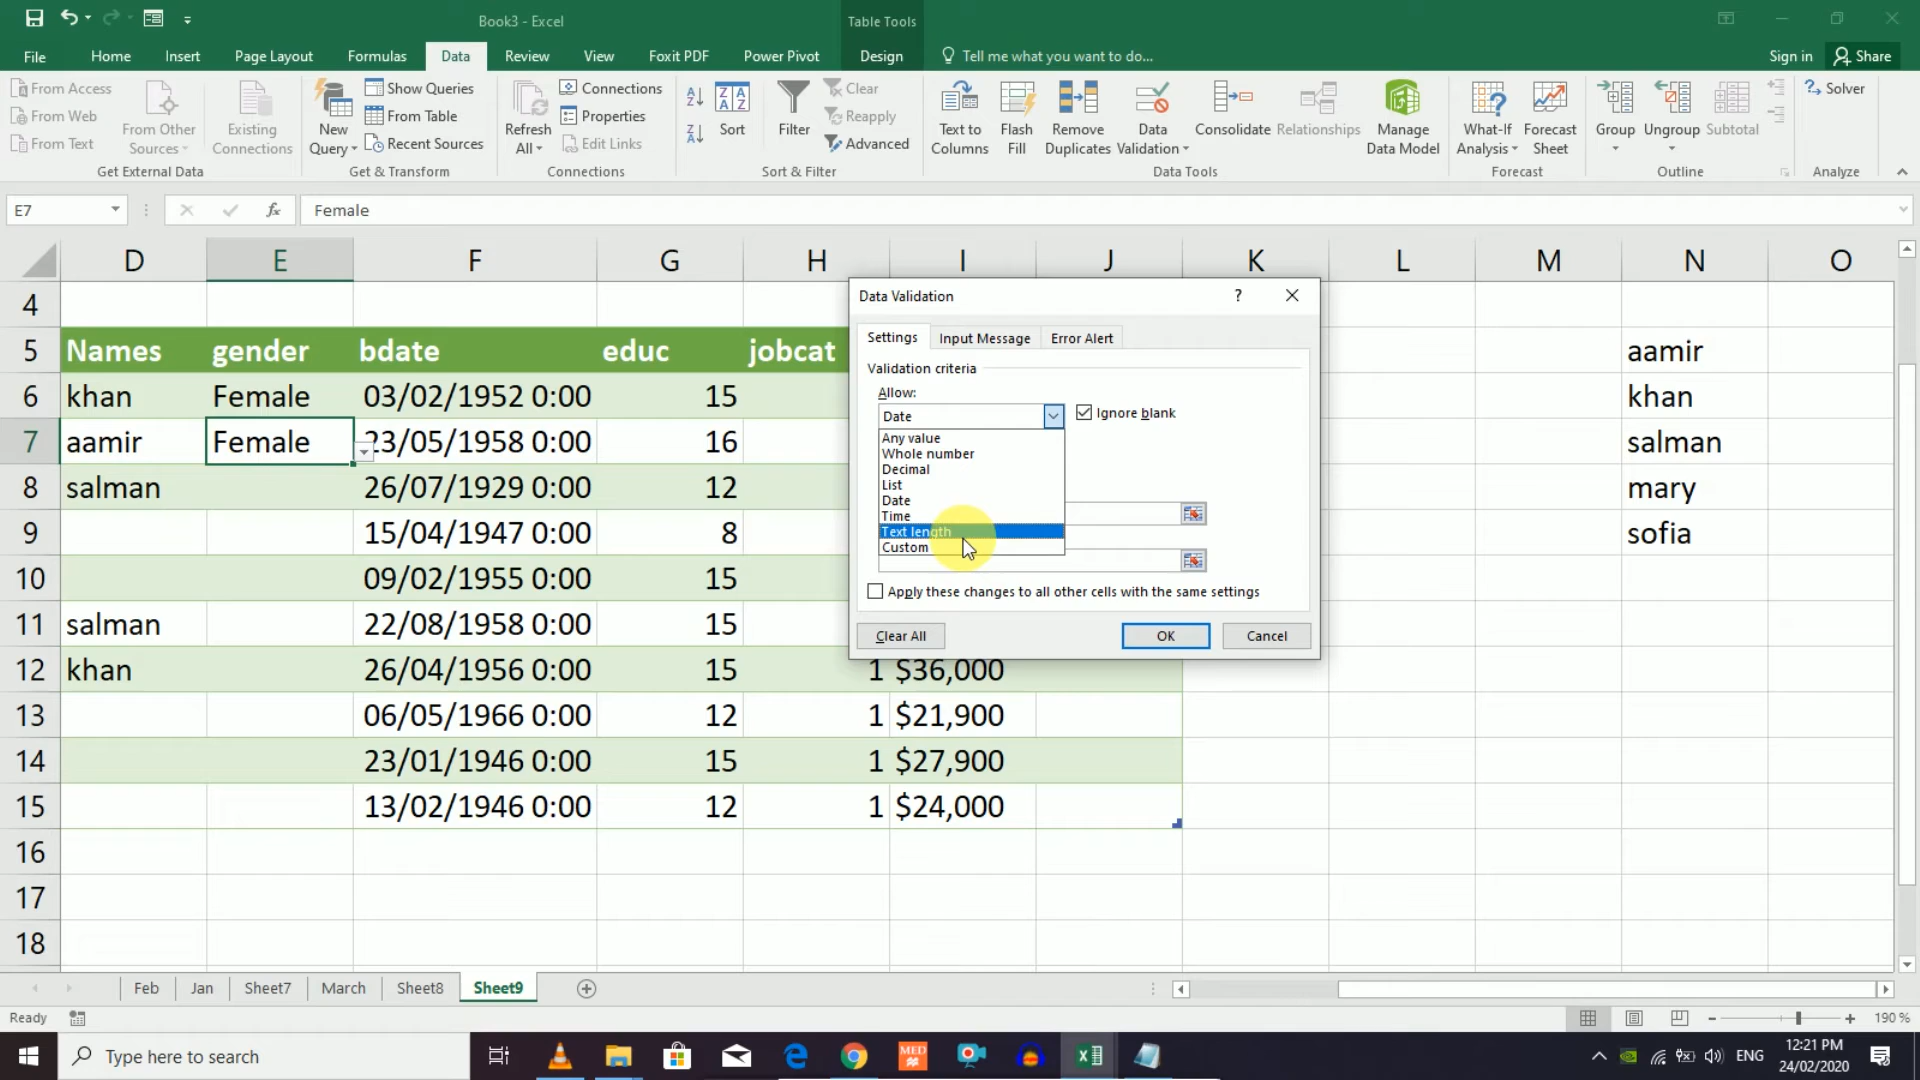 Book3 - Excel
Table Tools
File Home Insert Page Layout Formulas Data Review View Foxit PDF Power Pivot Design Tell me what you want to do... Sign in Share
From Access
From Web
From Text
From Other Sources
Existing Connections
Get External Data
New Query
Show Queries
From Table
Recent Sources
Get & Transform
Refresh All
Connections
Properties
Edit Links
Connections
Sort
Filter
Clear
Reapply
Advanced
Sort & Filter
Text to Columns
Flash Fill
Remove Duplicates
Data Validation
Consolidate
Relationships
Manage Data Model
Data Tools
What-If Analysis
Forecast Sheet
Forecast
Group
Ungroup
Subtotal
Outline
Solver
Analyze
E7 fx Female
D E F G H I J K L M N O
4
5 Names gender bdate educ jobcat aamir
6 khan Female 03/02/1952 0:00 15 khan
7 aamir Female 23/05/1958 0:00 16 salman
8 salman 26/07/1929 0:00 12 mary
9 15/04/1947 0:00 8 sofia
10 09/02/1955 0:00 15
11 salman 22/08/1958 0:00 15
12 khan 26/04/1956 0:00 15 1 $36,000
13 06/05/1966 0:00 12 1 $21,900
14 23/01/1946 0:00 15 1 $27,900
15 13/02/1946 0:00 12 1 $24,000
16
17
18
Data Validation ?
Settings Input Message Error Alert
Validation criteria
Allow:
Date Ignore blank
Any value
Whole number
Decimal
List
Date
Time
Text length
Custom
Apply these changes to all other cells with the same settings
Clear All OK Cancel
Feb Jan Sheet7 March Sheet8 Sheet9
Ready 190 %
Type here to search
MED
ENG
12:21 PM
24/02/2020